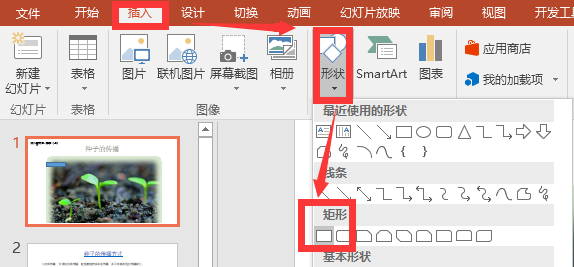 开始 插入 设计 切换 动画 幻灯片放映 审阅 视图 开发工
新建 幻灯片
表格
图片 联机图片 屏幕截图 相册
形状 SmartArt 图表
应用商店
我的加载项
幻灯片 表格 图像
最近使用的形状
线条
矩形
基本形状
1
种子的传播
2
种子的传播方式